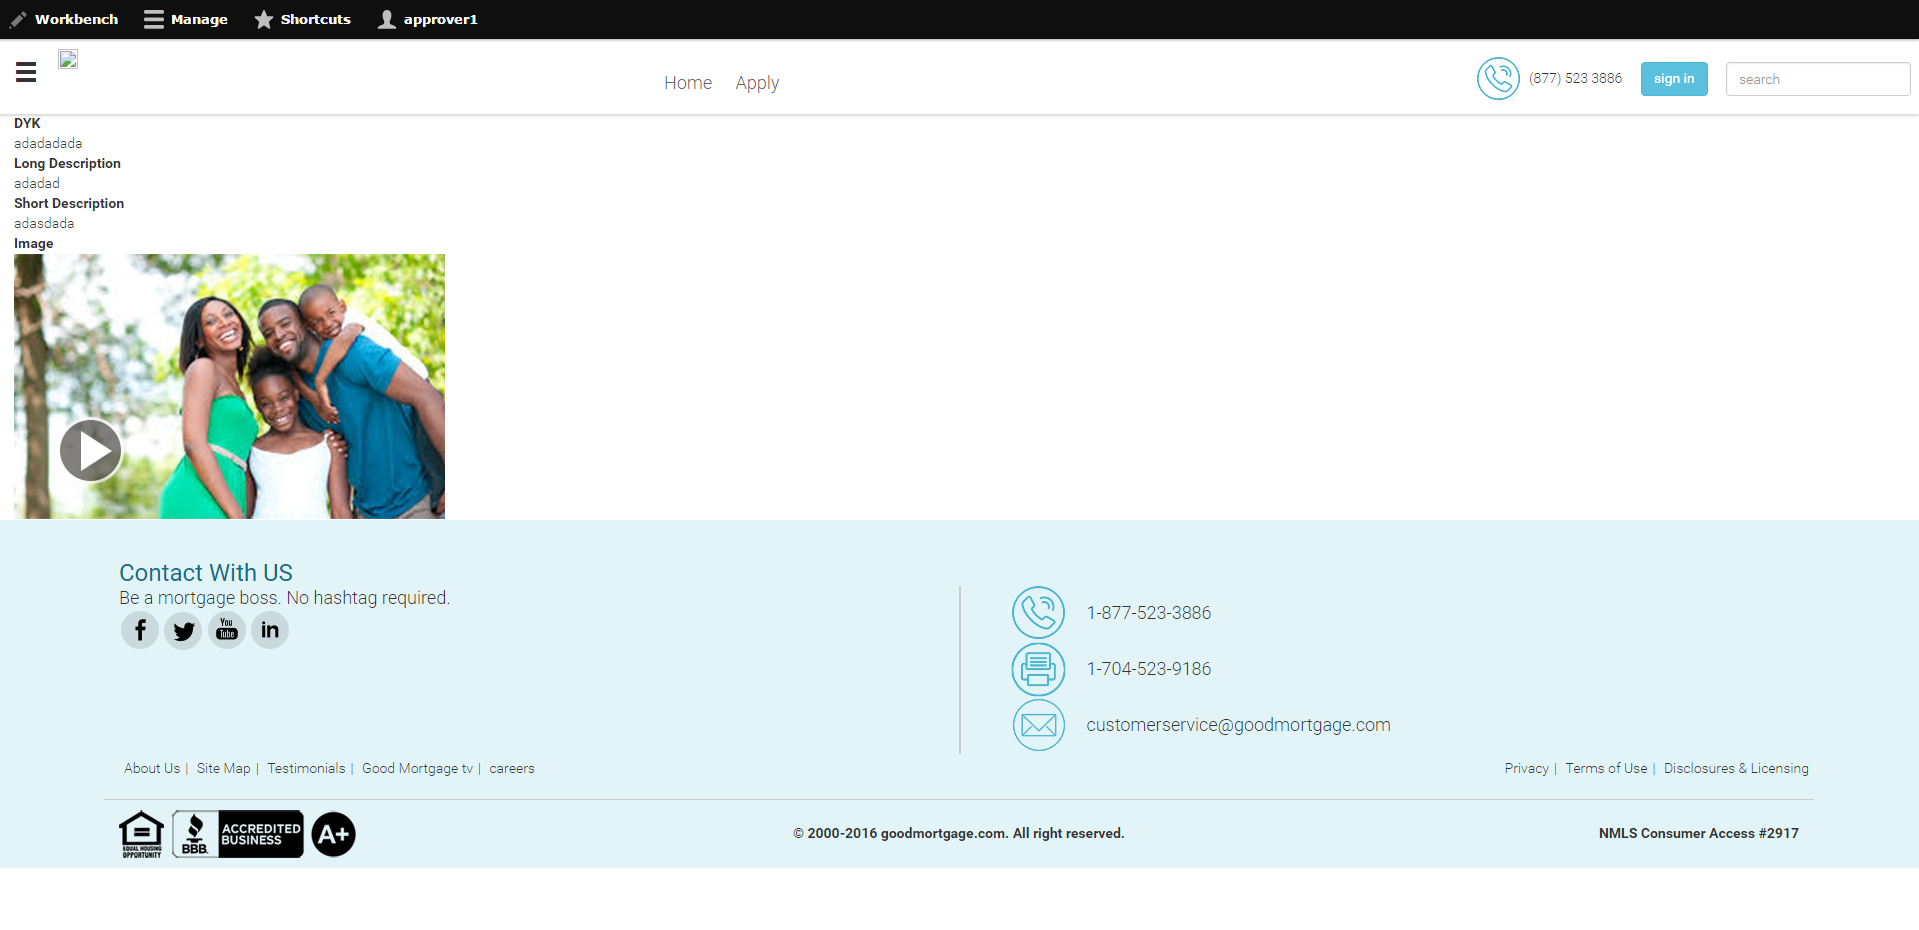 Workbench Manage Shortcuts approver1
Home Apply (877) 523 3886 sign in search
DYK
adadadada
Long Description
adadad
Short Description
adasdada
Image
Contact With US
Be a mortgage boss. No hashtag required.
f You Tube in
1-877-523-3886
1-704-523-9186
customerservice@goodmortgage.com
About Us | Site Map | Testimonials | Good Mortgage tv | careers
Privacy | Terms of Use | Disclosures & Licensing
EQUAL HOUSING OPPORTUNITY
BBB. ACCREDITED BUSINESS A+
© 2000-2016 goodmortgage.com. All right reserved.
NMLS Consumer Access #2917